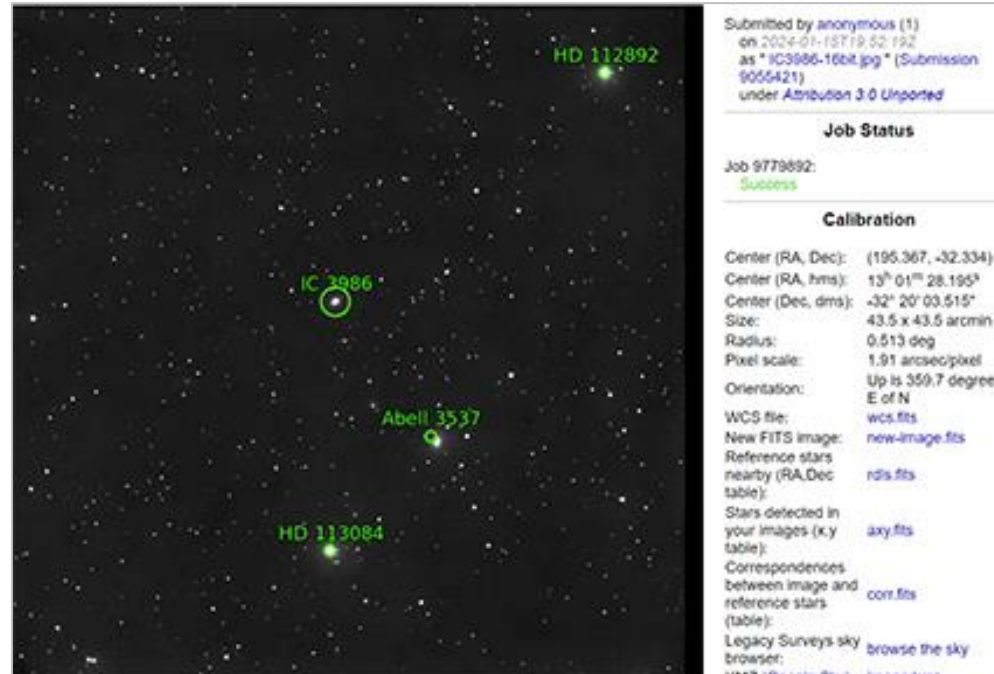 HD 112892
IC 3986
Abell 3537
HD 113084
Submitted by anonymous (1)
on 2024-01-15T19:52:19Z
as " IC3986-16bit.jpg " (Submission
9055421)
under Attribution 3.0 Unported
Job Status
Job 9779892:
Success
Calibration
Center (RA, Dec): (195.367, -32.334)
Center (RA, hms): 13h 01m 28.195s
Center (Dec, dms): -32° 20' 03.515"
Size: 43.5 x 43.5 arcmin
Radius: 0.513 deg
Pixel scale: 1.91 arcsec/pixel
Orientation: Up is 359.7 degree
E of N
WCS file: wcs.fits
New FITS image: new-image.fits
Reference stars
nearby (RA,Dec rdls.fits
table):
Stars detected in
your images (x,y axy.fits
table):
Correspondences
between image and corr.fits
reference stars
(table):
Legacy Surveys sky browse the sky
browser: